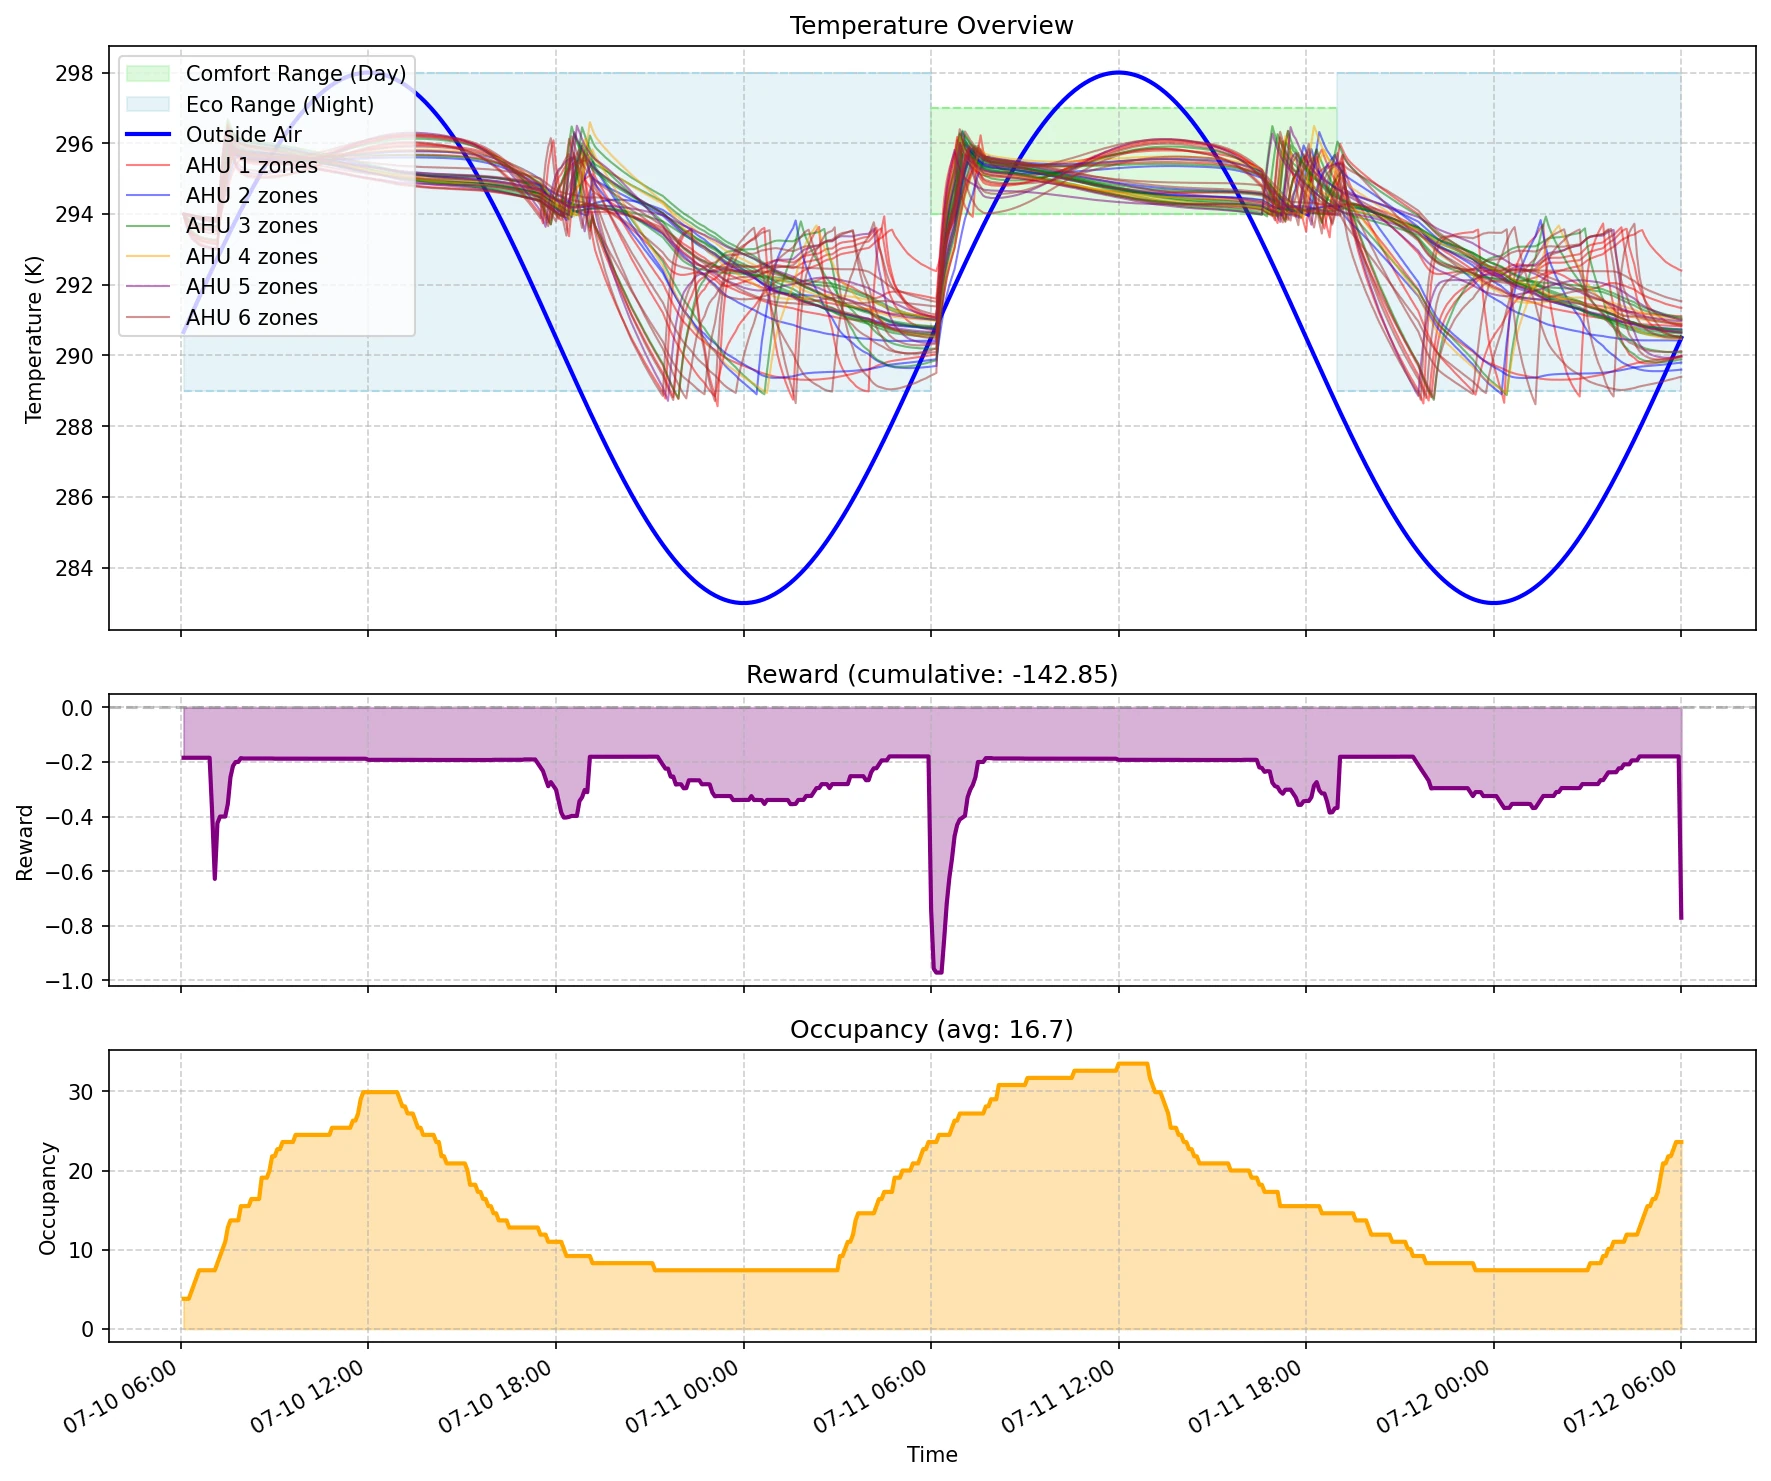 Temperature Overview
Temperature (K)
298
296
294
292
290
288
286
284
Comfort Range (Day)
Eco Range (Night)
Outside Air
AHU 1 zones
AHU 2 zones
AHU 3 zones
AHU 4 zones
AHU 5 zones
AHU 6 zones
Reward (cumulative: -142.85)
Reward
0.0
−0.2
−0.4
−0.6
−0.8
−1.0
Occupancy (avg: 16.7)
Occupancy
30
20
10
0
07-10 06:00
07-10 12:00
07-10 18:00
07-11 00:00
07-11 06:00
07-11 12:00
07-11 18:00
07-12 00:00
07-12 06:00
Time